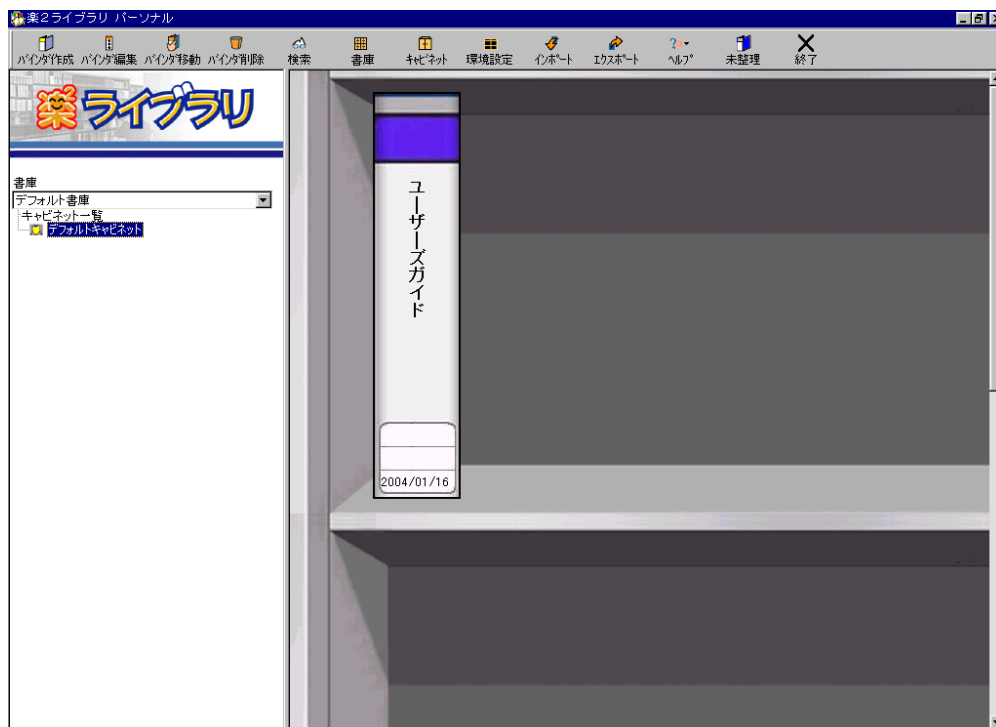 楽2ライブラリ パーソナル
バインダ作成 バインダ編集 バインダ移動 バインダ削除 検索 書庫 キャビネット 環境設定 インポート エクスポート ヘルプ 未整理 終了
楽2ライブラリ
書庫
デフォルト書庫
キャビネット一覧
デフォルトキャビネット
ユーザーズガイド
2004/01/16